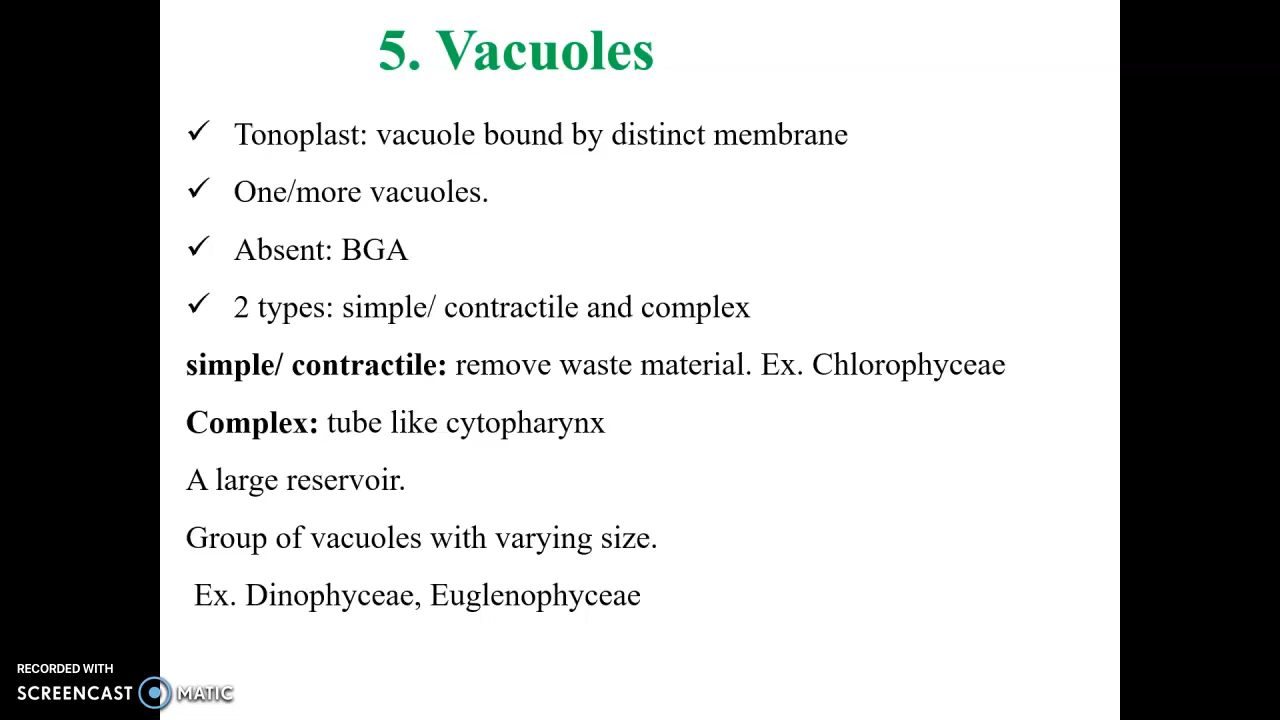 5. Vacuoles
✓ Tonoplast: vacuole bound by distinct membrane
✓ One/more vacuoles.
✓ Absent: BGA
✓ 2 types: simple/ contractile and complex
simple/ contractile: remove waste material. Ex. Chlorophyceae
Complex: tube like cytopharynx
A large reservoir.
Group of vacuoles with varying size.
Ex. Dinophyceae, Euglenophyceae
RECORDED WITH
SCREENCAST MATIC